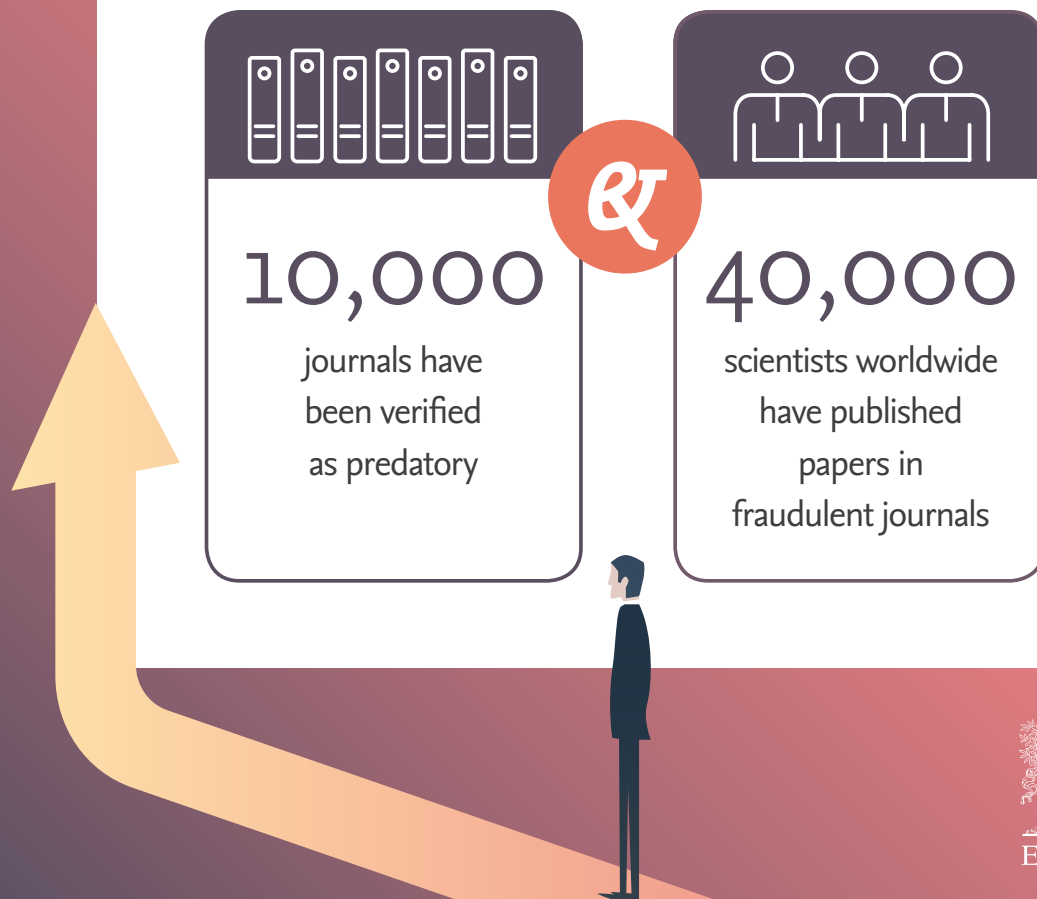 10,000
journals have
been verified
as predatory
&
40,000
scientists worldwide
have published
papers in
fraudulent journals
E